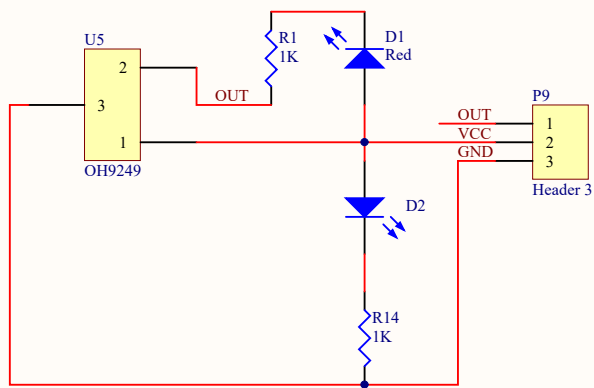 U5
2
3
1
OH9249
R1
1K
OUT
D1
Red
D2
R14
1K
OUT
VCC
GND
P9
1
2
3
Header 3